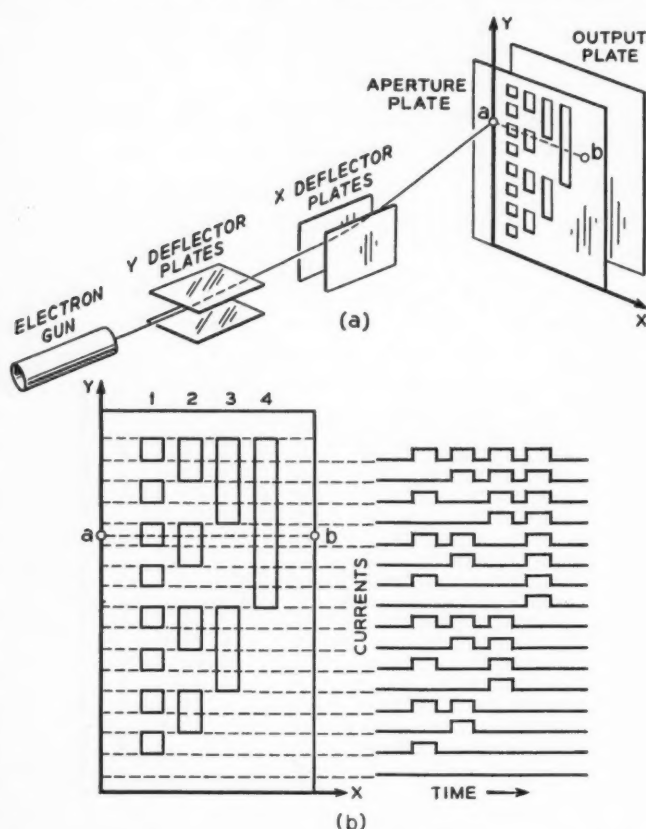 Y
OUTPUT
PLATE
APERTURE
PLATE
a
b
X DEFLECTOR
PLATES
Y DEFLECTOR
PLATES
ELECTRON
GUN
X
(a)
Y
1 2 3 4
a
b
CURRENTS
X
TIME
(b)